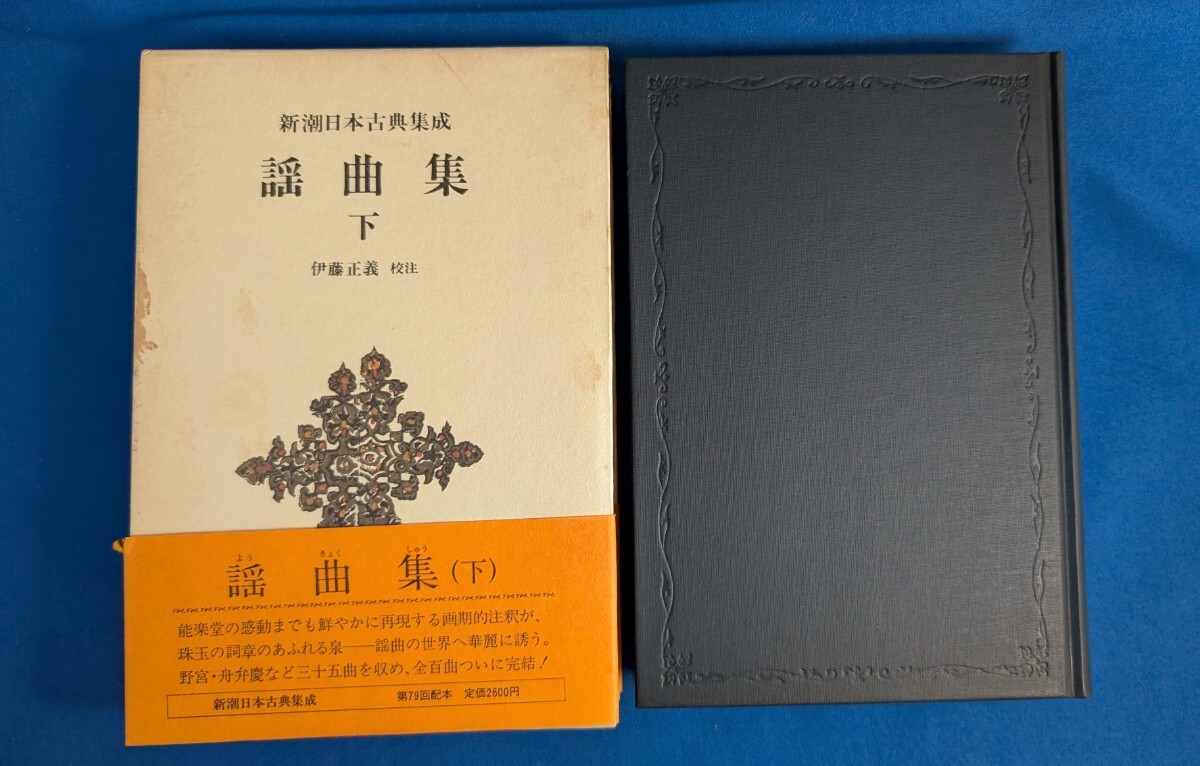 新潮日本古典集成
謡曲集
下
伊藤正義 校注
よう きょく しゅう
謡曲集(下)
能楽堂の感動までも鮮やかに再現する画期的注釈が、
珠玉の詞章のあふれる泉――謡曲の世界へ華麗に誘う。
野宮・舟弁慶など三十五曲を収め、全百曲ついに完結!
新潮日本古典集成 第79回配本 定価2600円